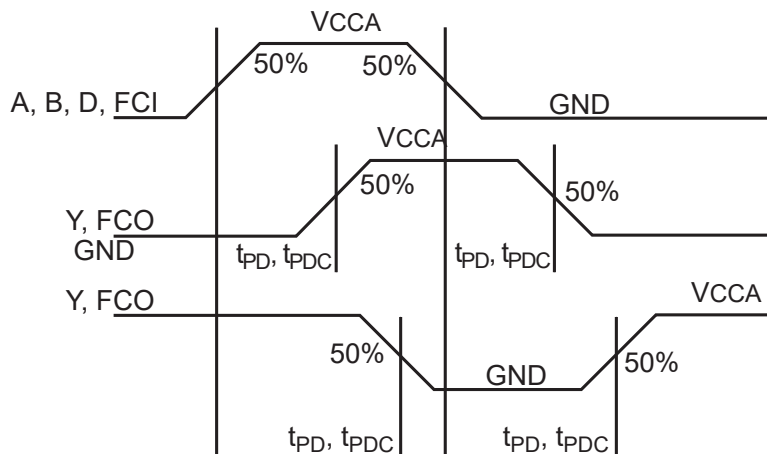 VCCA
50% 50%
A, B, D, FCI GND
VCCA
50% 50%
Y, FCO
GND
tPD, tPDC tPD, tPDC
Y, FCO VCCA
50% GND 50%
tPD, tPDC tPD, tPDC